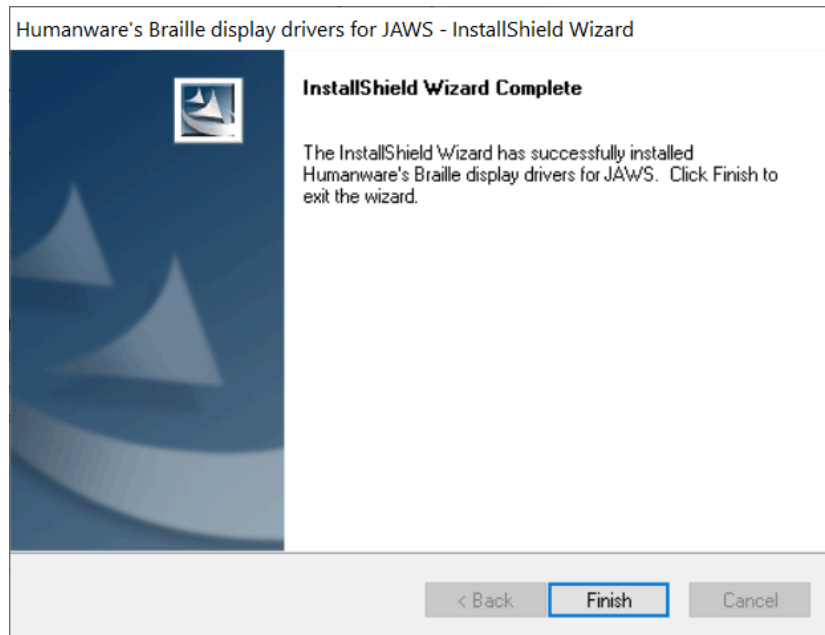 Humanware's Braille display drivers for JAWS - InstallShield Wizard
InstallShield Wizard Complete
The InstallShield Wizard has successfully installed
Humanware's Braille display drivers for JAWS.  Click Finish to
exit the wizard.
< Back
Finish
Cancel